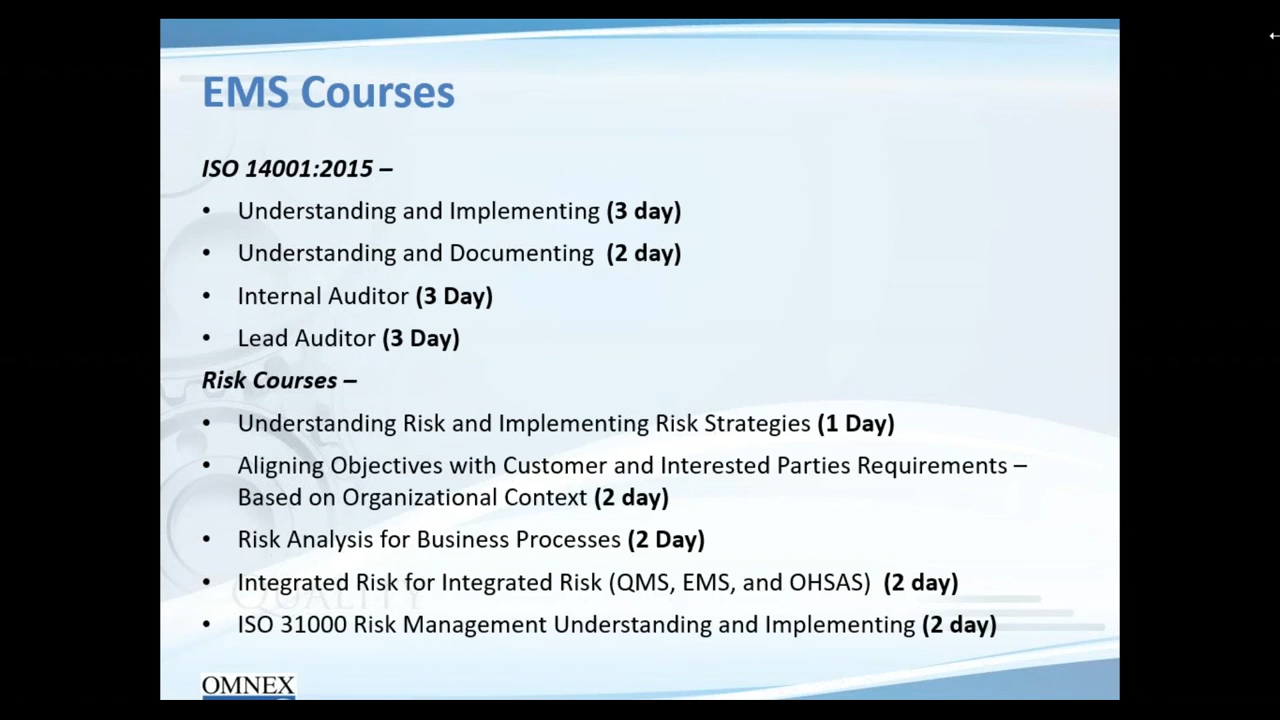 EMS Courses
ISO 14001:2015 –
• Understanding and Implementing (3 day)
• Understanding and Documenting (2 day)
• Internal Auditor (3 Day)
• Lead Auditor (3 Day)
Risk Courses –
• Understanding Risk and Implementing Risk Strategies (1 Day)
• Aligning Objectives with Customer and Interested Parties Requirements –
Based on Organizational Context (2 day)
• Risk Analysis for Business Processes (2 Day)
• Integrated Risk for Integrated Risk (QMS, EMS, and OHSAS) (2 day)
QUALITY
• ISO 31000 Risk Management Understanding and Implementing (2 day)
OMNEX